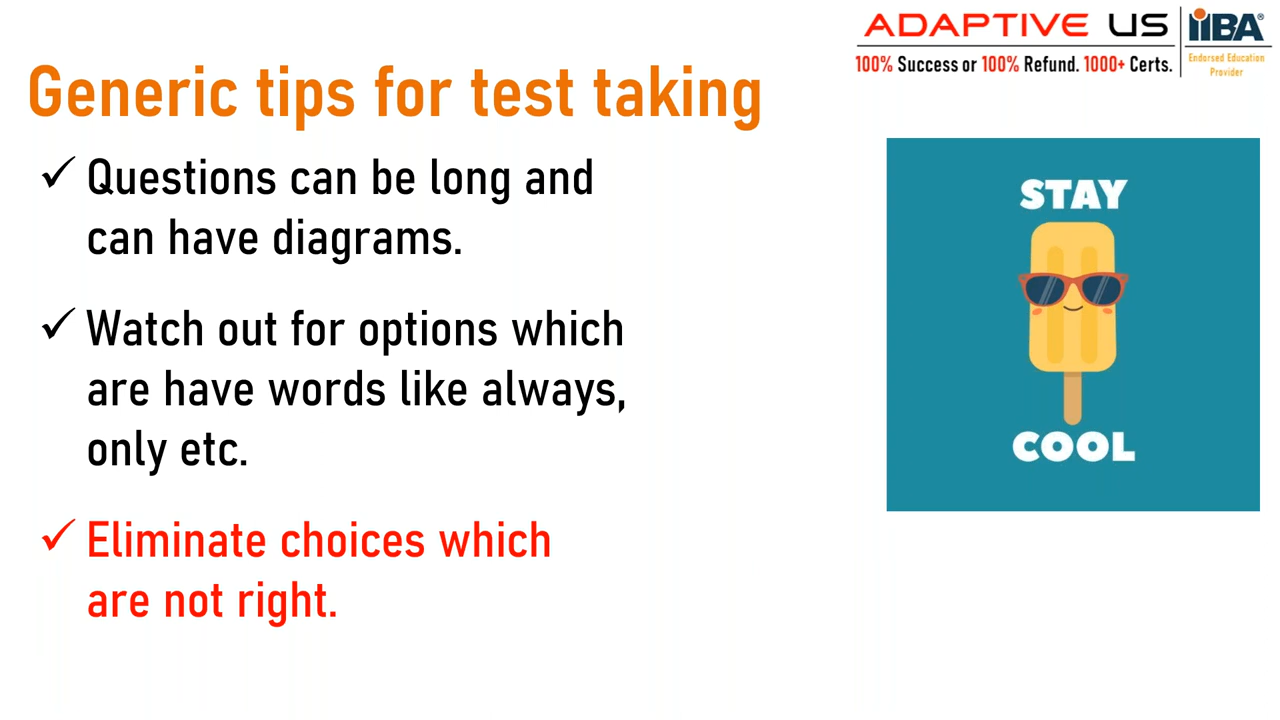 ADAPTIVE US
IIBA®
100% Success or 100% Refund. 1000+ Certs.
Endorsed Education
Provider
Generic tips for test taking
✓ Questions can be long and
can have diagrams.
✓ Watch out for options which
are have words like always,
only etc.
✓ Eliminate choices which
are not right.
STAY
COOL